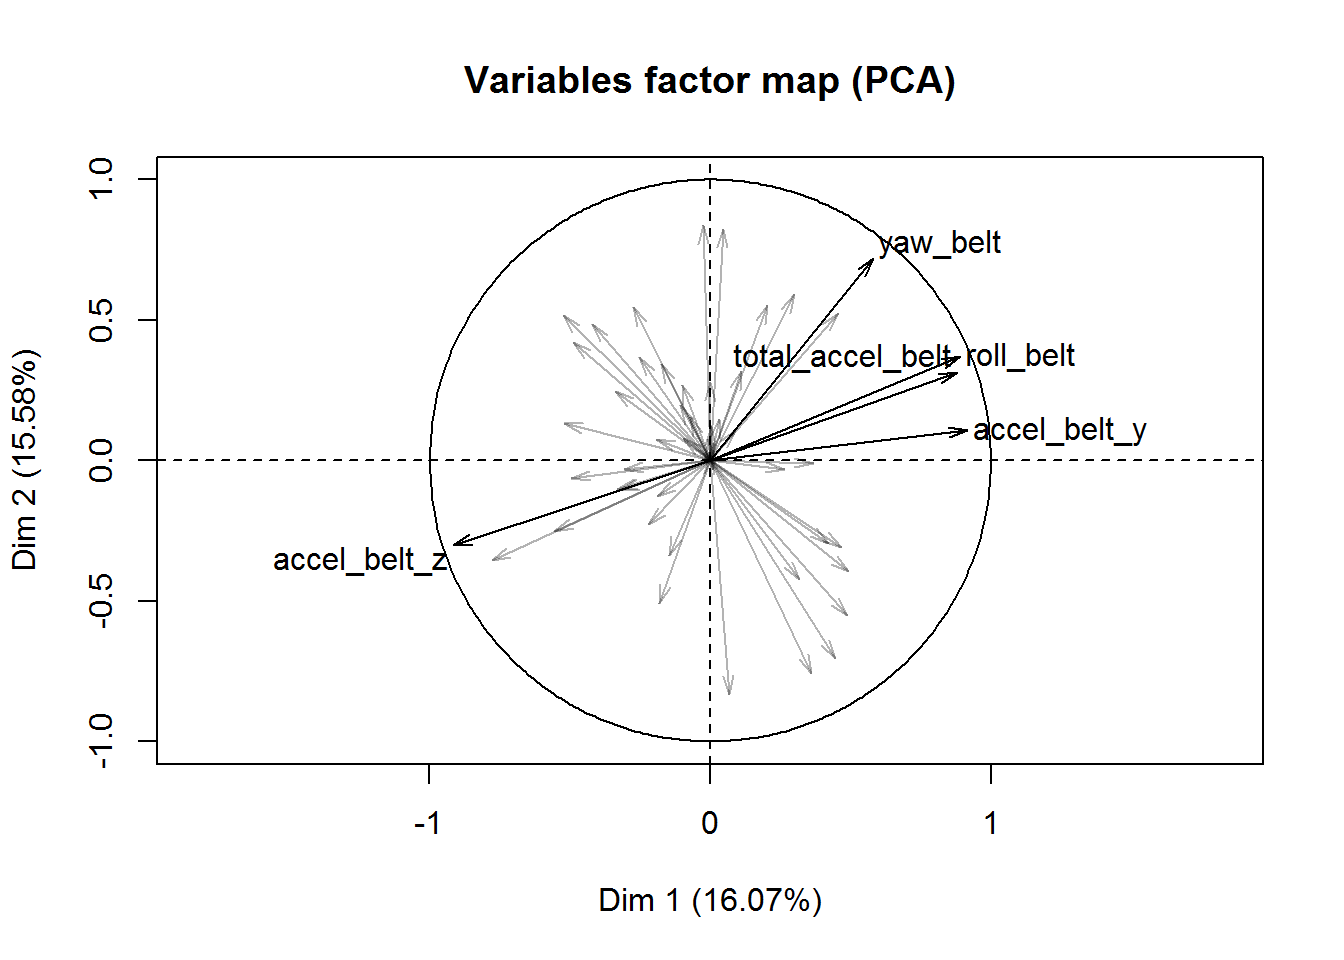 Variables factor map (PCA)
1.0
0.5
0.0
-0.5
-1.0
Dim 2 (15.58%)
yaw_belt
total_accel_belt
roll_belt
accel_belt_y
accel_belt_z
-1
0
1
Dim 1 (16.07%)